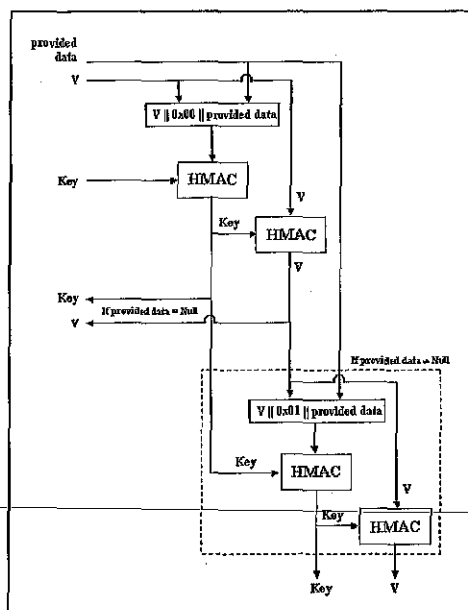 provided
data
V
V || 0x00 || provided data
Key
HMAC
V
Key
HMAC
V
Key
If provided data = Null
V
If provided data ≠ Null
V || 0x01 || provided data
Key
HMAC
V
Key
HMAC
Key
V